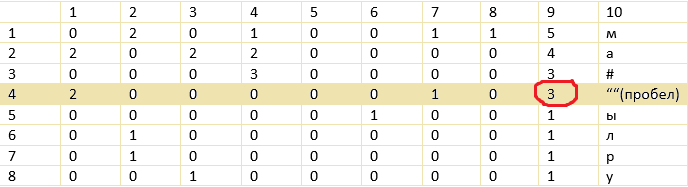 1 2 3 4 5 6 7 8 9 10
1 0 2 0 1 0 0 1 1 5 м
2 2 0 2 2 0 0 0 0 4 а
3 0 0 0 3 0 0 0 0 3 #
4 2 0 0 0 0 0 1 0 3 ““(пробел)
5 0 0 0 0 0 1 0 0 1 ы
6 0 1 0 0 0 0 0 0 1 л
7 0 1 0 0 0 0 0 0 1 р
8 0 0 1 0 0 0 0 0 1 у